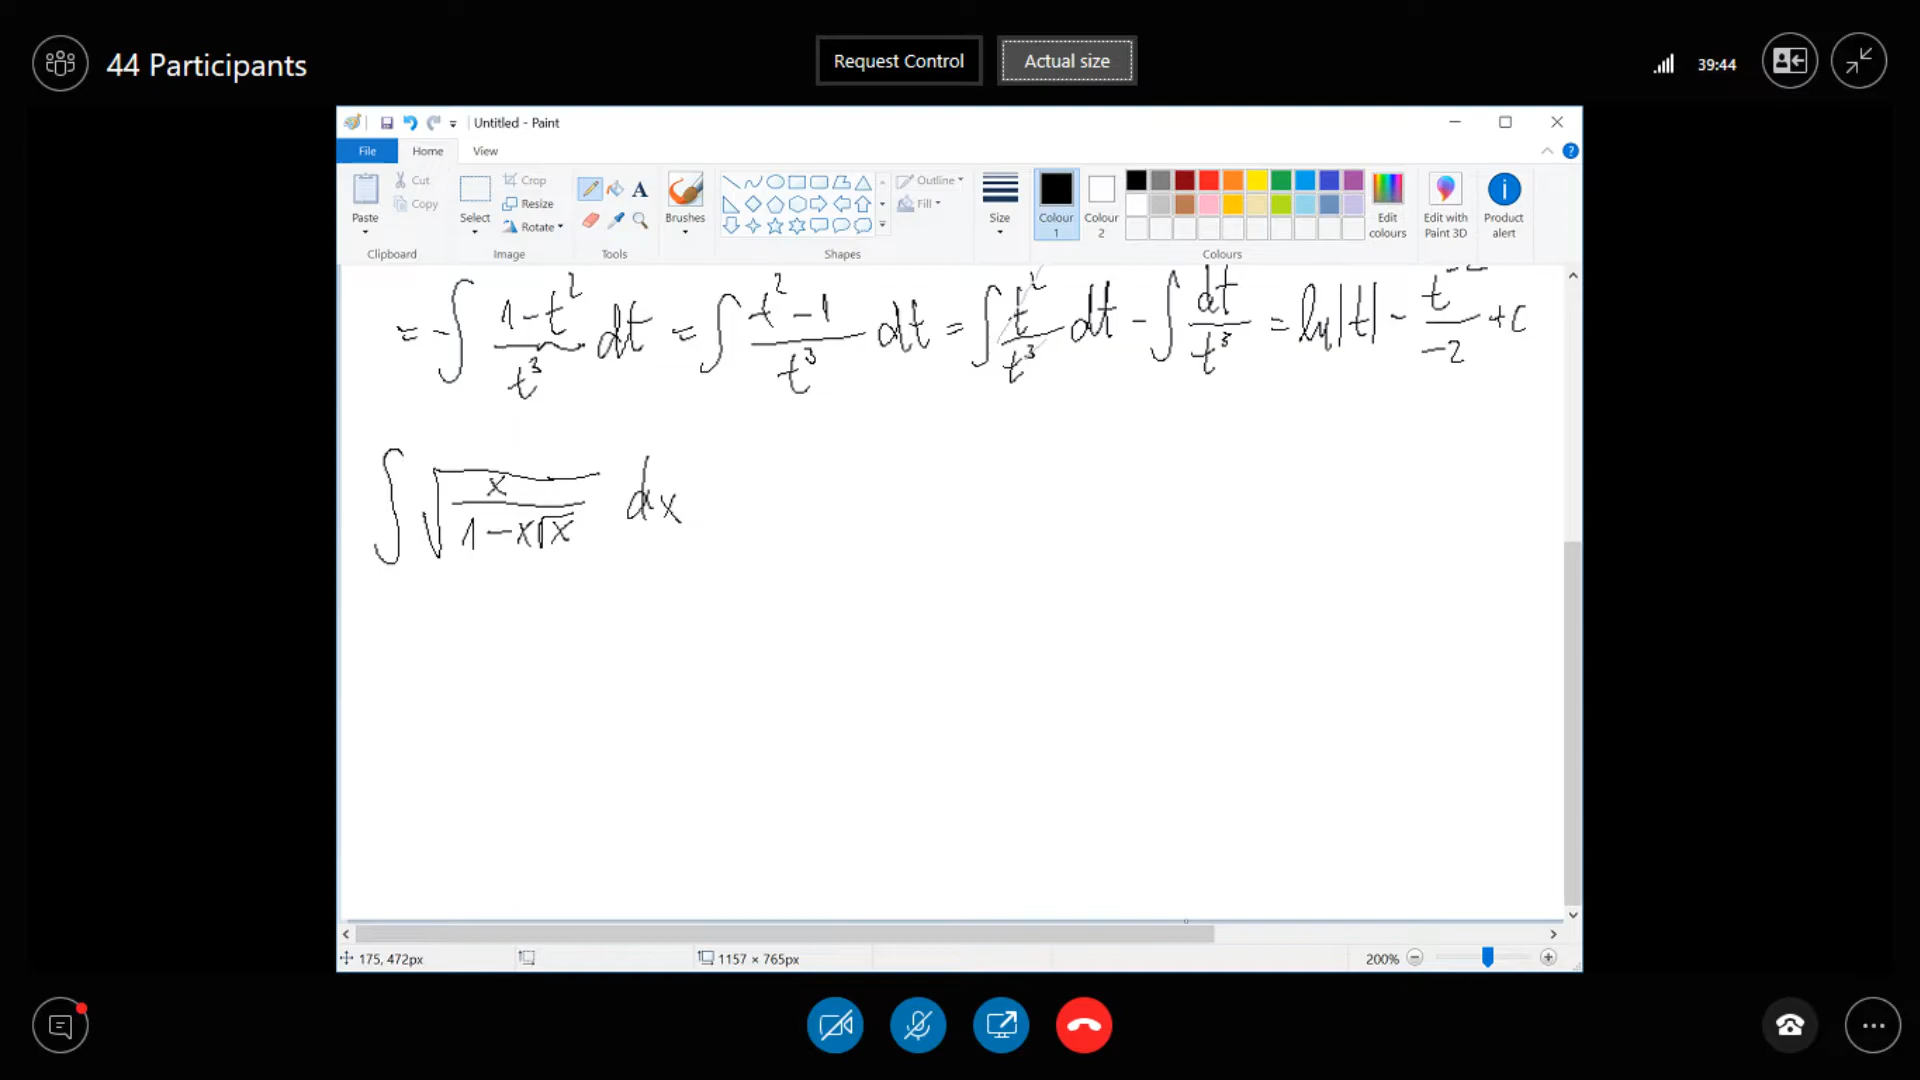 44 Participants
Request Control
Actual size
39:44
Untitled - Paint
File
Home
View
Paste
Cut
Copy
Clipboard
Select
Crop
Resize
Rotate
Image
Tools
Brushes
Shapes
Outline
Fill
Size
Colour 1
Colour 2
Edit colours
Edit with Paint 3D
Product alert
Colours
= -∫ (1-t²)/t³ dt = ∫ (t²-1)/t³ dt = ∫ t²/t³ dt - ∫ dt/t³ = ln|t| - t⁻²/-2 + C
∫ √(x/(1-x√x)) dx
175, 472px
1157 × 765px
200%